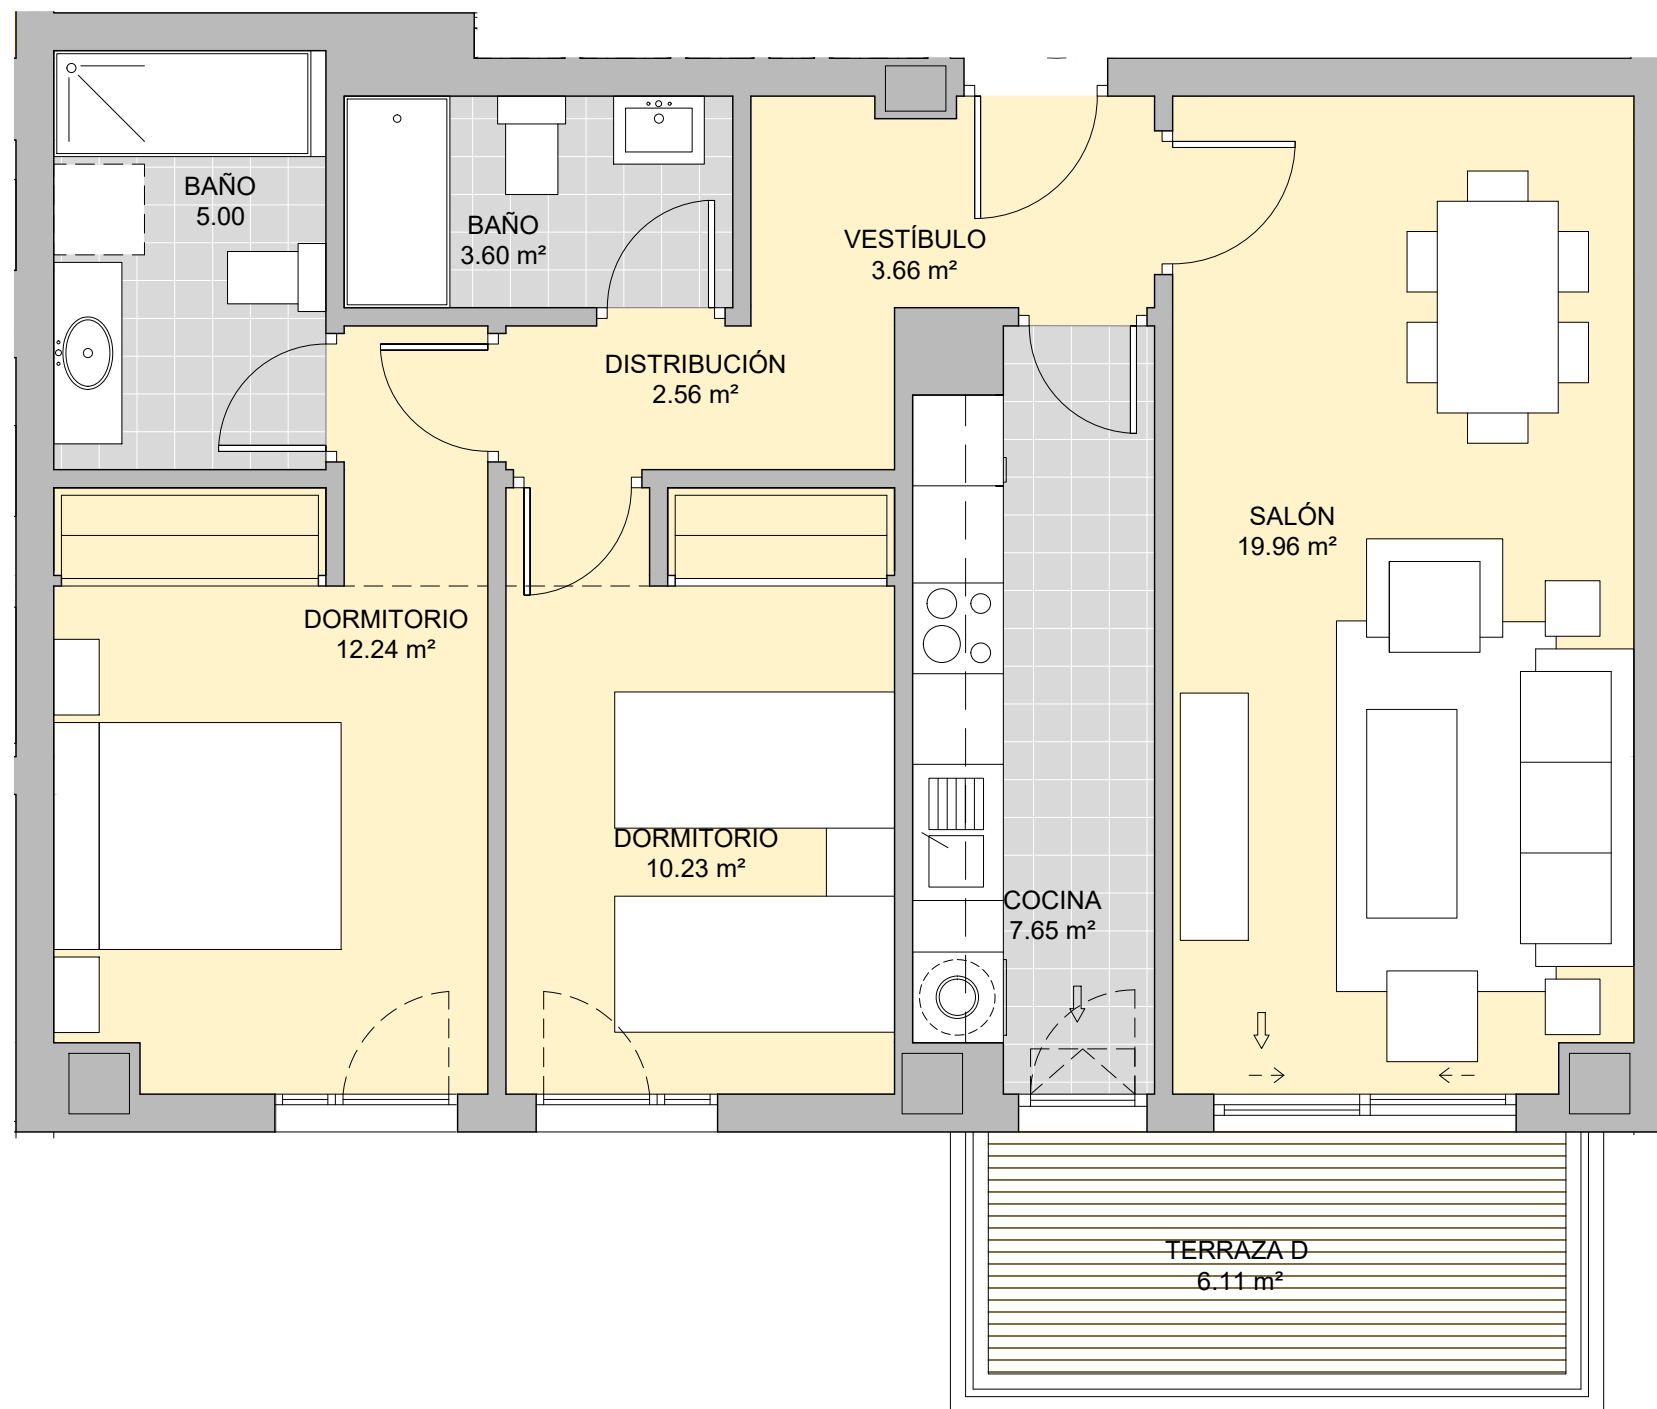 BAÑO
5.00
BAÑO
3.60 m²
VESTÍBULO
3.66 m²
DISTRIBUCIÓN
2.56 m²
SALÓN
19.96 m²
DORMITORIO
12.24 m²
DORMITORIO
10.23 m²
COCINA
7.65 m²
TERRAZA D
6.11 m²